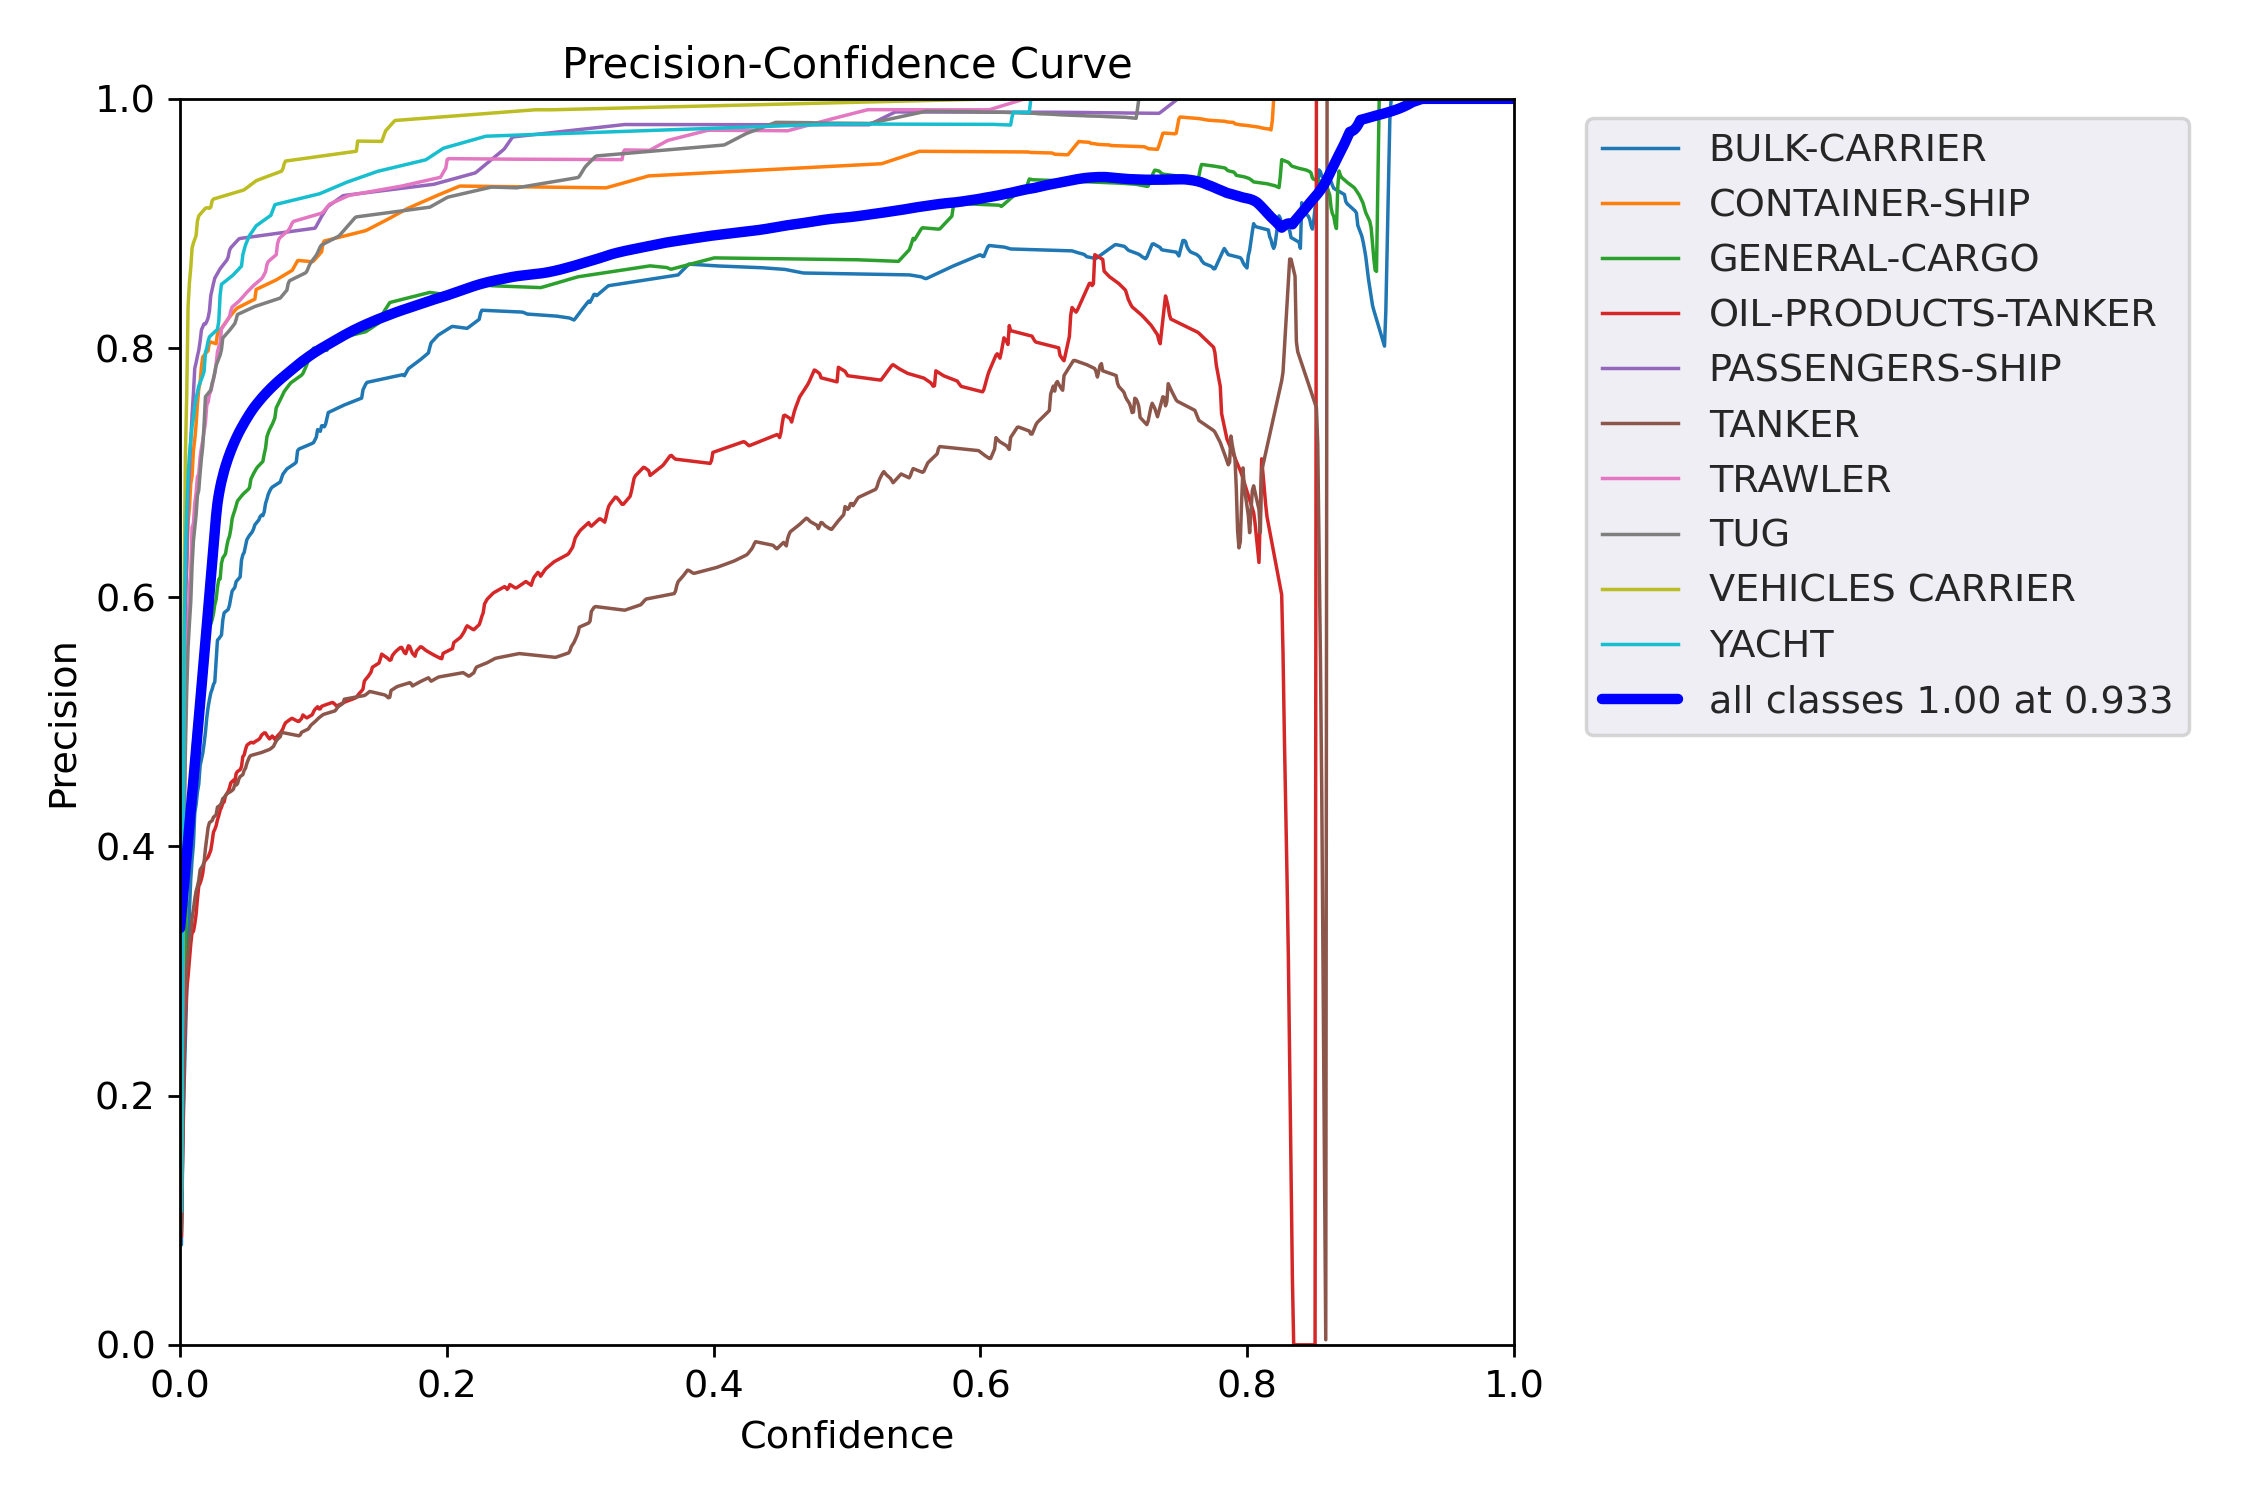 Precision-Confidence Curve
1.0
0.8
0.6
0.4
0.2
0.0
Precision
0.0 0.2 0.4 0.6 0.8 1.0
Confidence
BULK-CARRIER
CONTAINER-SHIP
GENERAL-CARGO
OIL-PRODUCTS-TANKER
PASSENGERS-SHIP
TANKER
TRAWLER
TUG
VEHICLES CARRIER
YACHT
all classes 1.00 at 0.933